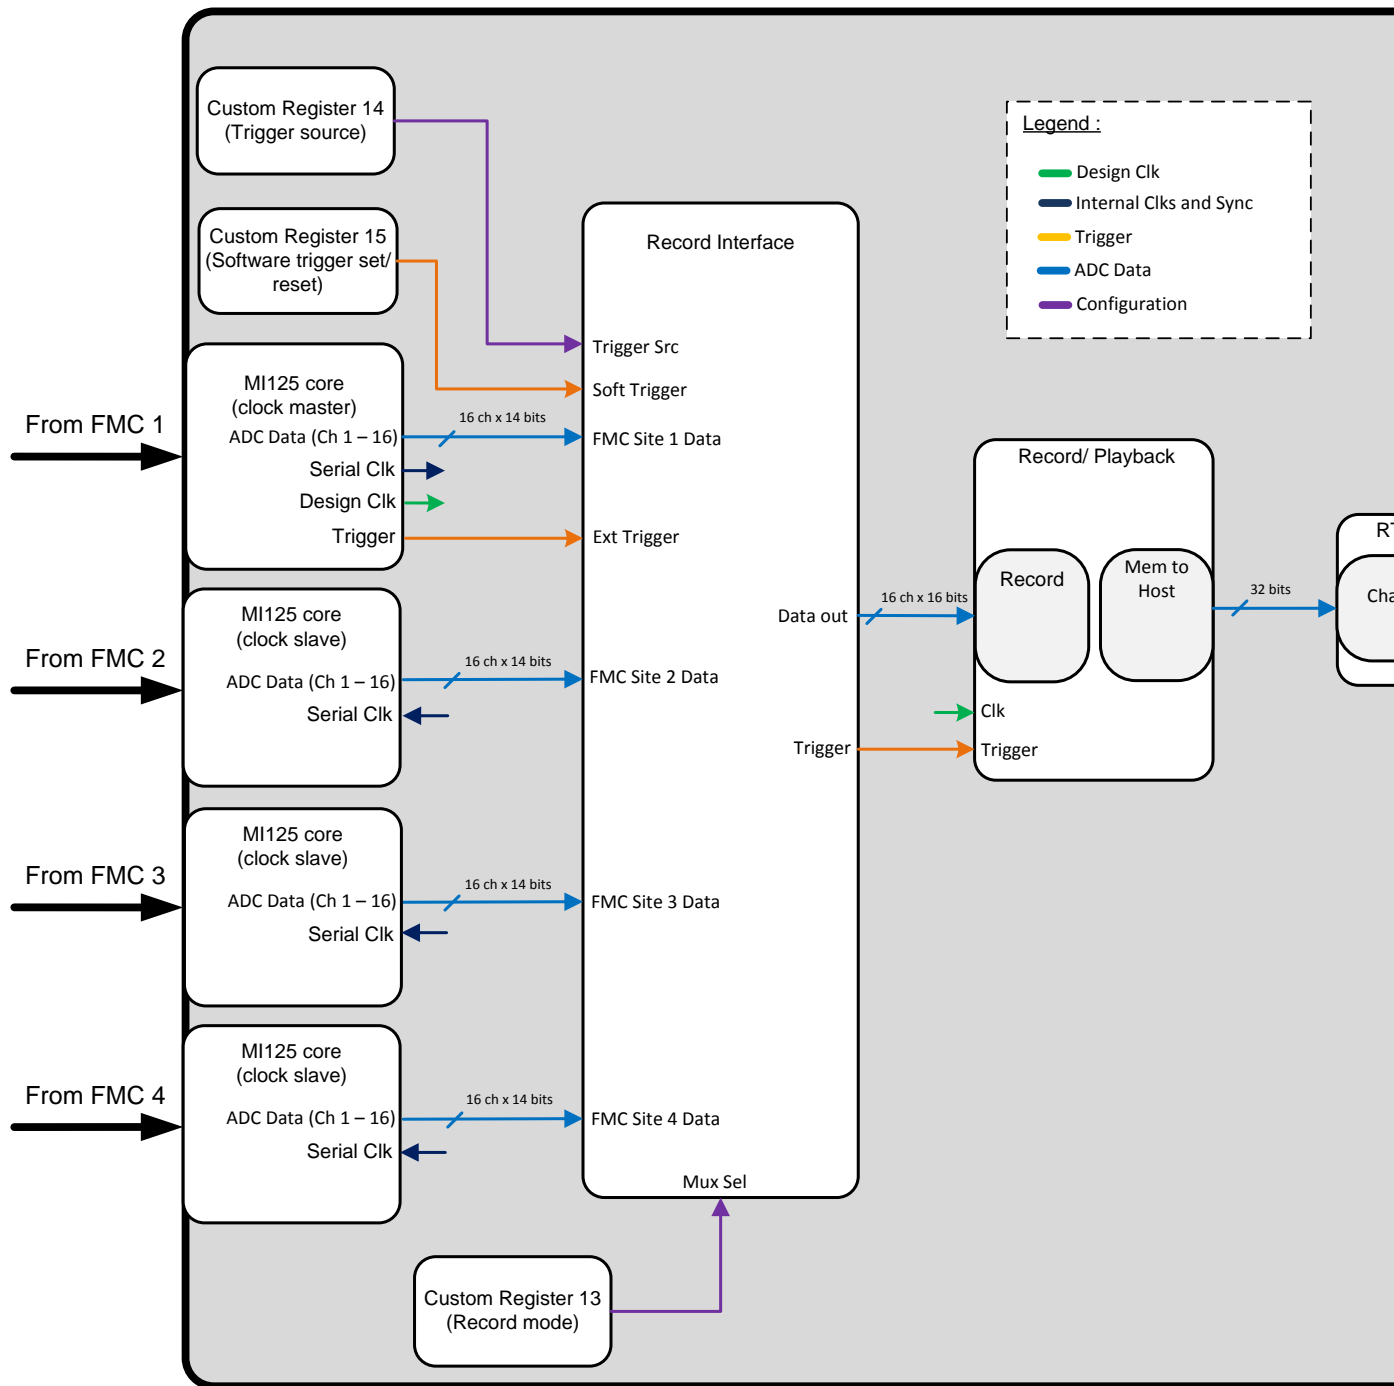 Custom Register 14
(Trigger source)
Custom Register 15
(Software trigger set/
reset)
MI125 core
(clock master)
ADC Data (Ch 1 – 16)
Serial Clk
Design Clk
Trigger
From FMC 1
MI125 core
(clock slave)
ADC Data (Ch 1 – 16)
Serial Clk
From FMC 2
MI125 core
(clock slave)
ADC Data (Ch 1 – 16)
Serial Clk
From FMC 3
MI125 core
(clock slave)
ADC Data (Ch 1 – 16)
Serial Clk
From FMC 4
16 ch x 14 bits
16 ch x 14 bits
16 ch x 14 bits
16 ch x 14 bits
Record Interface
Trigger Src
Soft Trigger
FMC Site 1 Data
Ext Trigger
FMC Site 2 Data
FMC Site 3 Data
FMC Site 4 Data
Data out
Trigger
Mux Sel
Custom Register 13
(Record mode)
Legend :
Design Clk
Internal Clks and Sync
Trigger
ADC Data
Configuration
16 ch x 16 bits
Record/ Playback
Record
Mem to
Host
Clk
Trigger
32 bits
RT
Cha